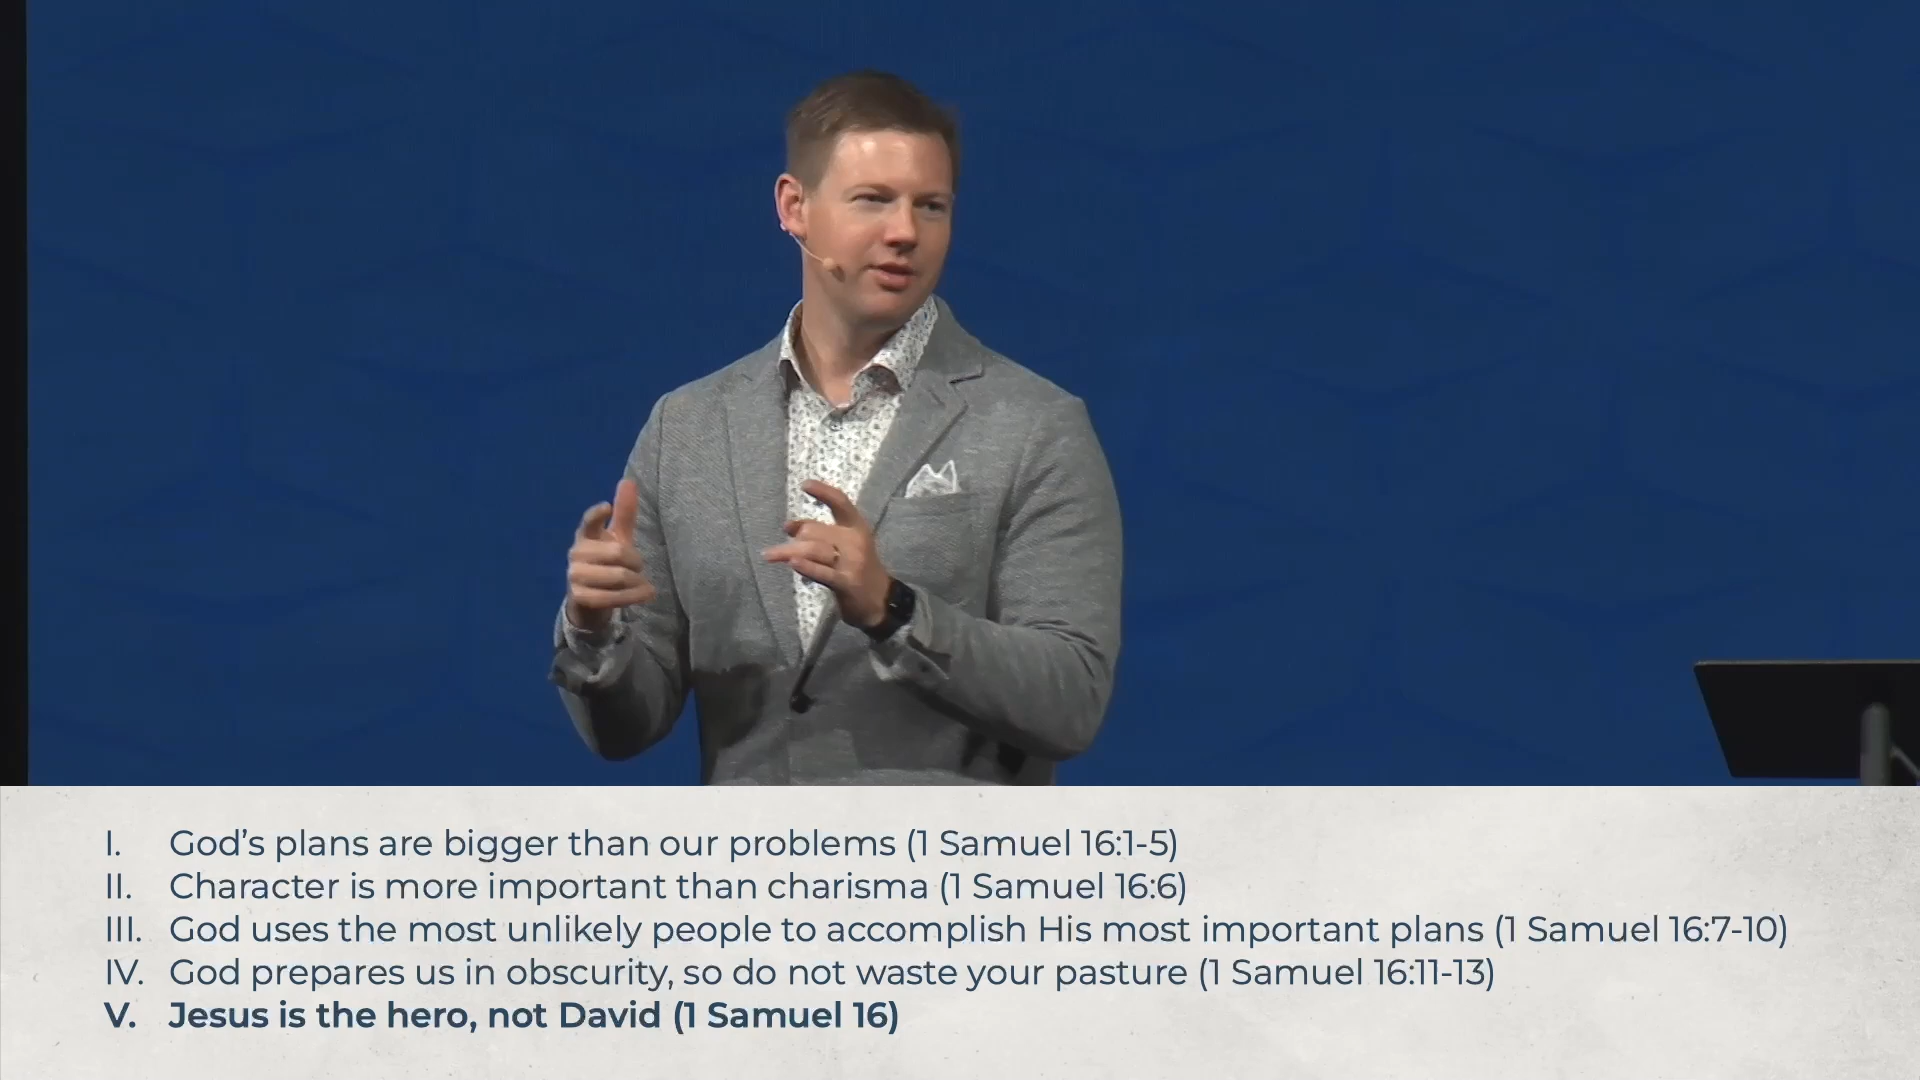 I. God’s plans are bigger than our problems (1 Samuel 16:1-5)
II. Character is more important than charisma (1 Samuel 16:6)
III. God uses the most unlikely people to accomplish His most important plans (1 Samuel 16:7-10)
IV. God prepares us in obscurity, so do not waste your pasture (1 Samuel 16:11-13)
V. Jesus is the hero, not David (1 Samuel 16)